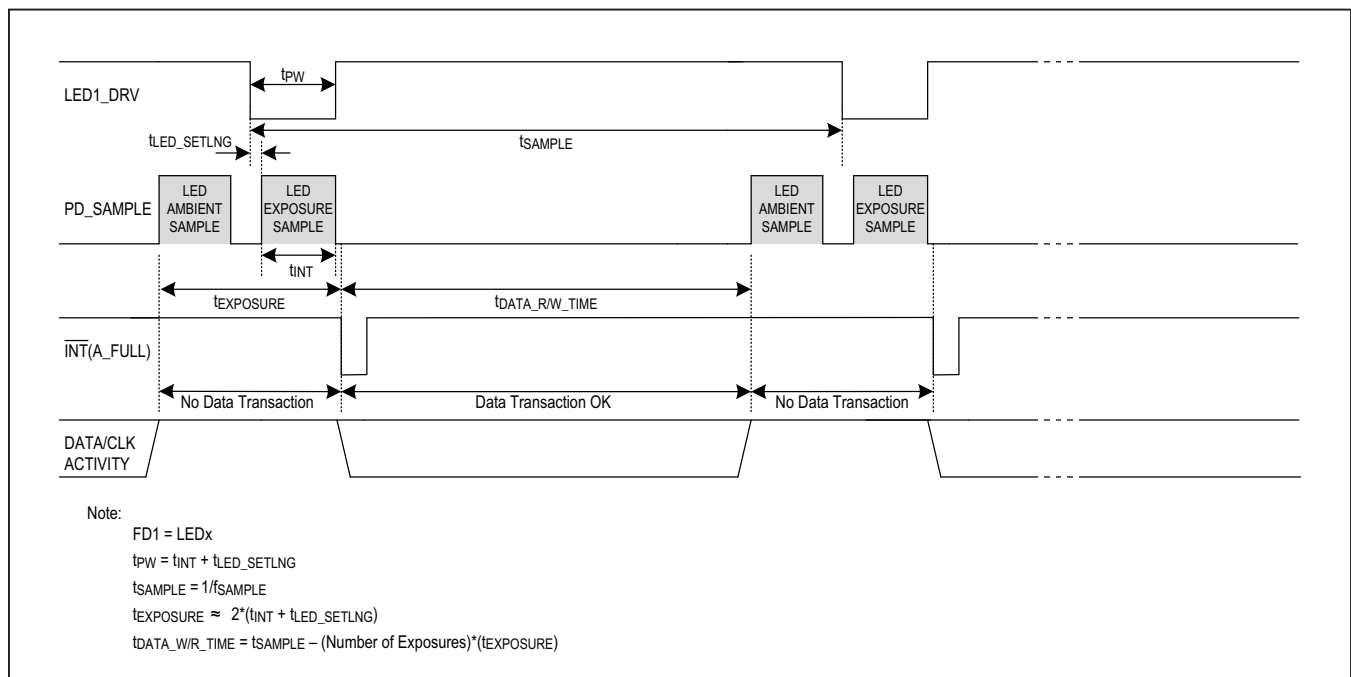 LED1_DRV
tPW
tLED_SETLNG
tSAMPLE
PD_SAMPLE
LED
AMBIENT
SAMPLE
LED
EXPOSURE
SAMPLE
LED
AMBIENT
SAMPLE
LED
EXPOSURE
SAMPLE
tINT
tEXPOSURE
tDATA_R/W_TIME
INT(A_FULL)
No Data Transaction
Data Transaction OK
No Data Transaction
DATA/CLK
ACTIVITY
Note:
FD1 = LEDx
tPW = tINT + tLED_SETLNG
tSAMPLE = 1/fSAMPLE
tEXPOSURE ≈ 2*(tINT + tLED_SETLNG)
tDATA_W/R_TIME = tSAMPLE – (Number of Exposures)*(tEXPOSURE)